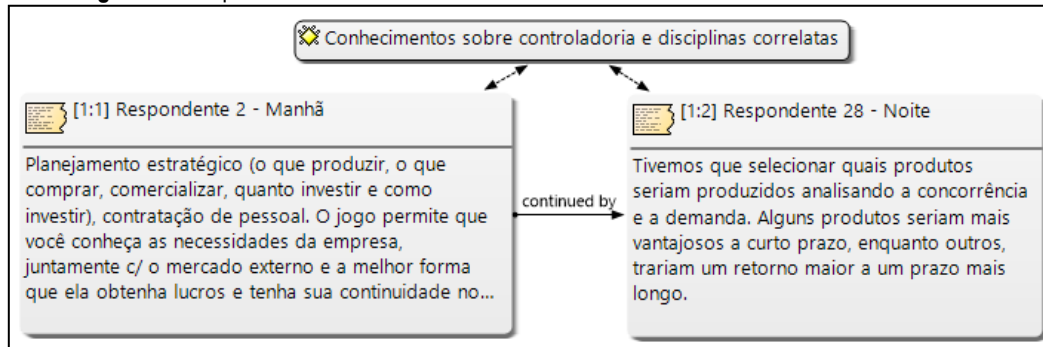 Conhecimentos sobre controladoria e disciplinas correlatas
[1:1] Respondente 2 - Manhã
Planejamento estratégico (o que produzir, o que
comprar, comercializar, quanto investir e como
investir), contratação de pessoal. O jogo permite que
você conheça as necessidades da empresa,
juntamente c/ o mercado externo e a melhor forma
que ela obtenha lucros e tenha sua continuidade no...
continued by
[1:2] Respondente 28 - Noite
Tivemos que selecionar quais produtos
seriam produzidos analisando a concorrência
e a demanda. Alguns produtos seriam mais
vantajosos a curto prazo, enquanto outros,
trariam um retorno maior a um prazo mais
longo.